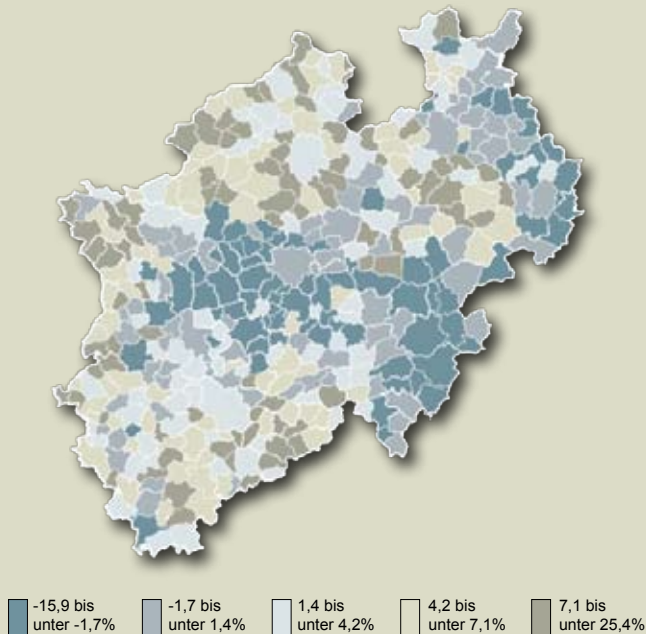 -15,9 bis -1,7 bis 1,4 bis 4,2 bis 7,1 bis
unter -1,7% unter 1,4% unter 4,2% unter 7,1% unter 25,4%